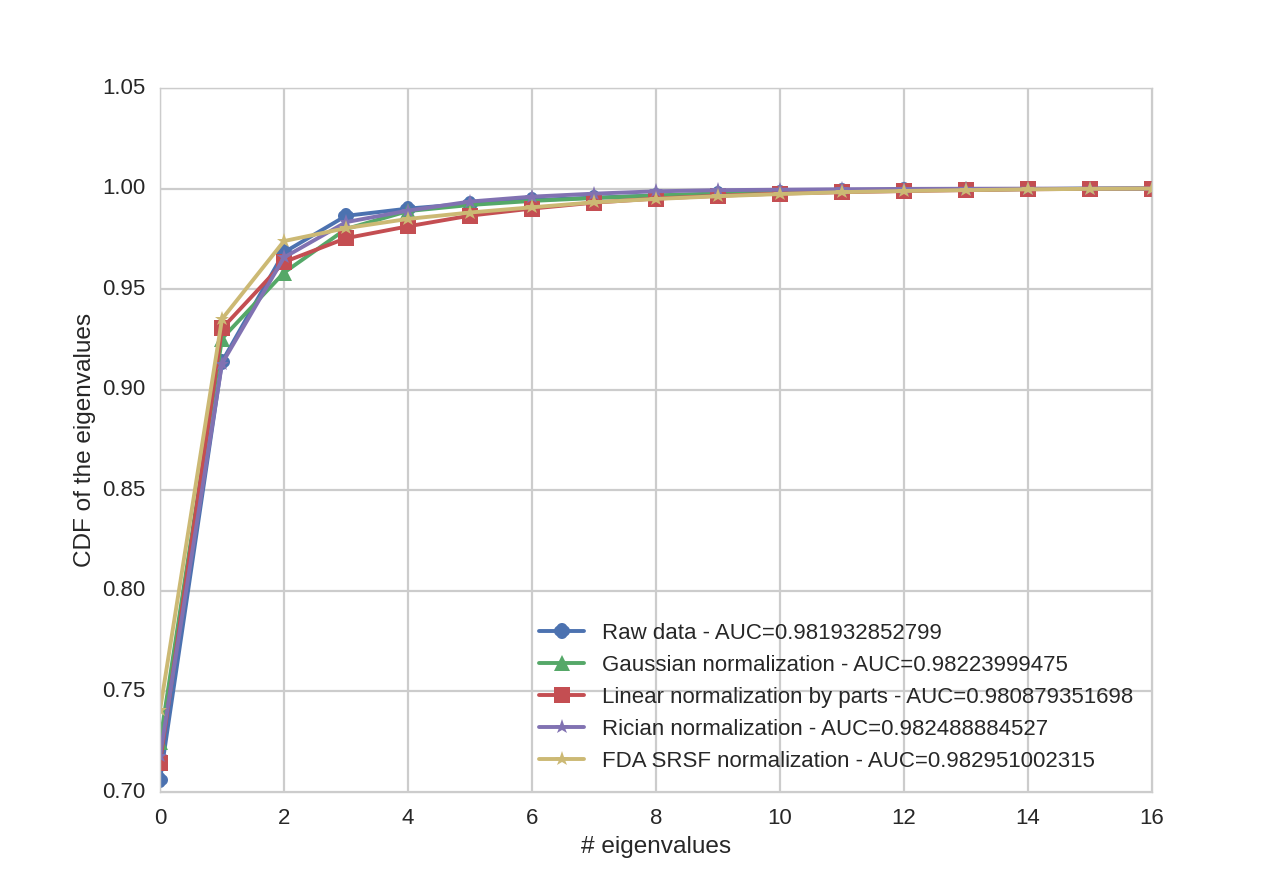 1.05
1.00
0.95
0.90
0.85
0.80
0.75
0.70
CDF of the eigenvalues
Raw data - AUC=0.981932852799
Gaussian normalization - AUC=0.98223999475
Linear normalization by parts - AUC=0.980879351698
Rician normalization - AUC=0.982488884527
FDA SRSF normalization - AUC=0.982951002315
0 2 4 6 8 10 12 14 16
# eigenvalues